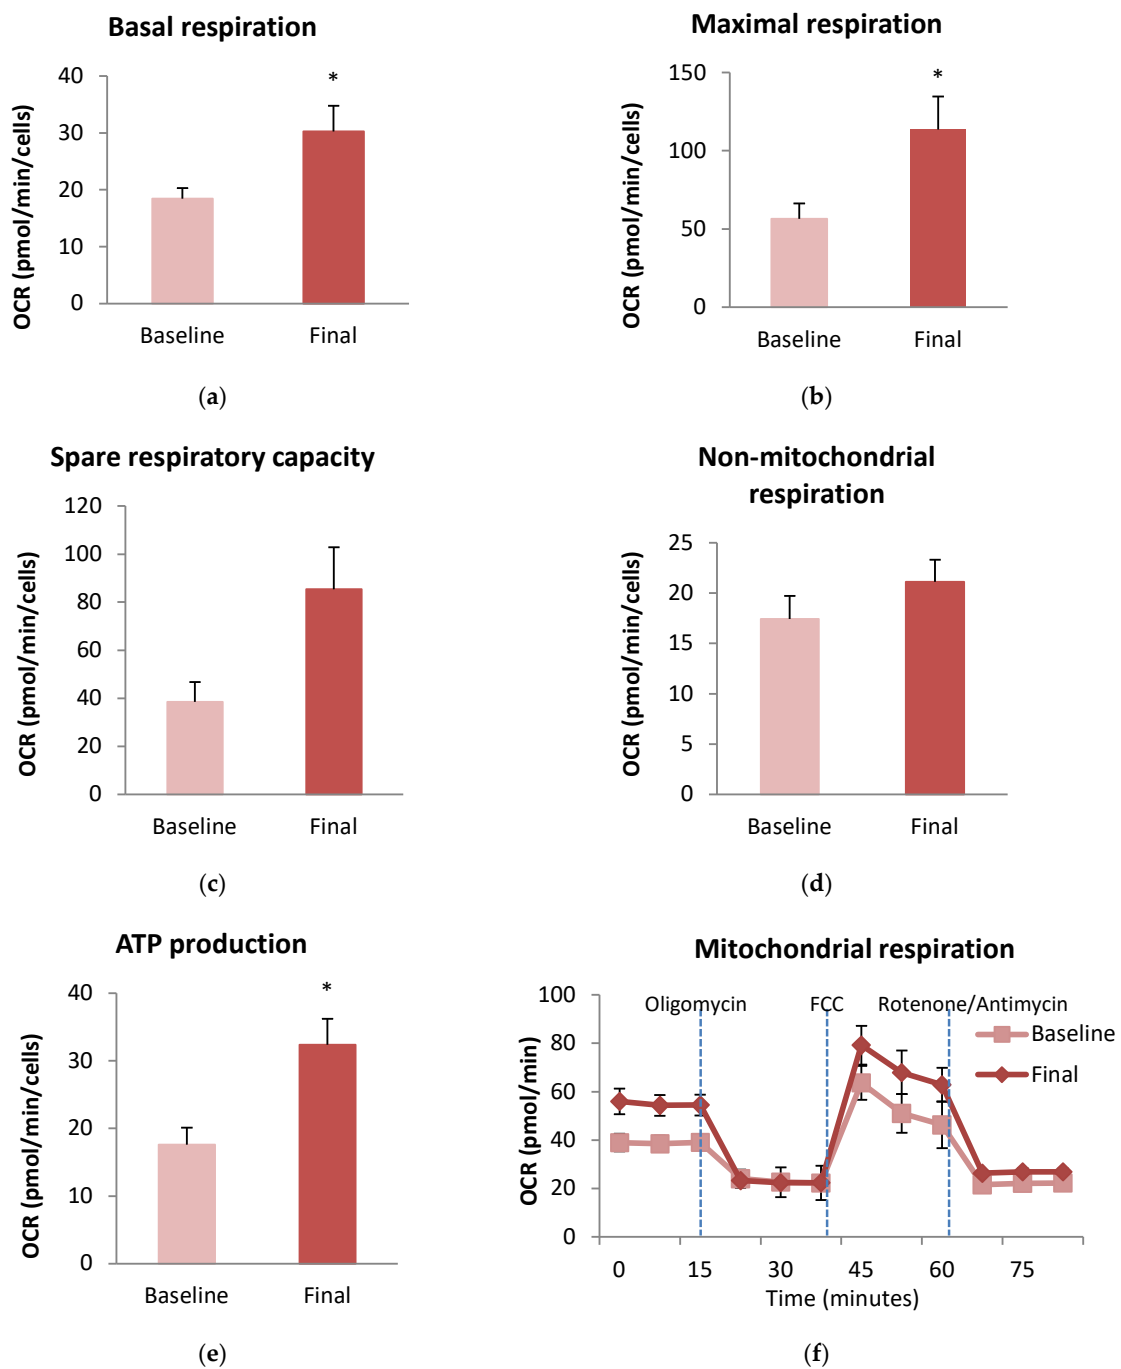 Basal respiration
OCR (pmol/min/cells)
40
30
20
10
0
*
Baseline
Final
(a)
Maximal respiration
OCR (pmol/min/cells)
150
100
50
0
*
Baseline
Final
(b)
Spare respiratory capacity
OCR (pmol/min/cells)
120
100
80
60
40
20
0
Baseline
Final
(c)
Non-mitochondrial
respiration
OCR (pmol/min/cells)
25
20
15
10
5
0
Baseline
Final
(d)
ATP production
OCR (pmol/min/cells)
40
30
20
10
0
*
Baseline
Final
(e)
Mitochondrial respiration
OCR (pmol/min)
100
80
60
40
20
0
Oligomycin
FCC
Rotenone/Antimycin
Baseline
Final
0
15
30
45
60
75
Time (minutes)
(f)